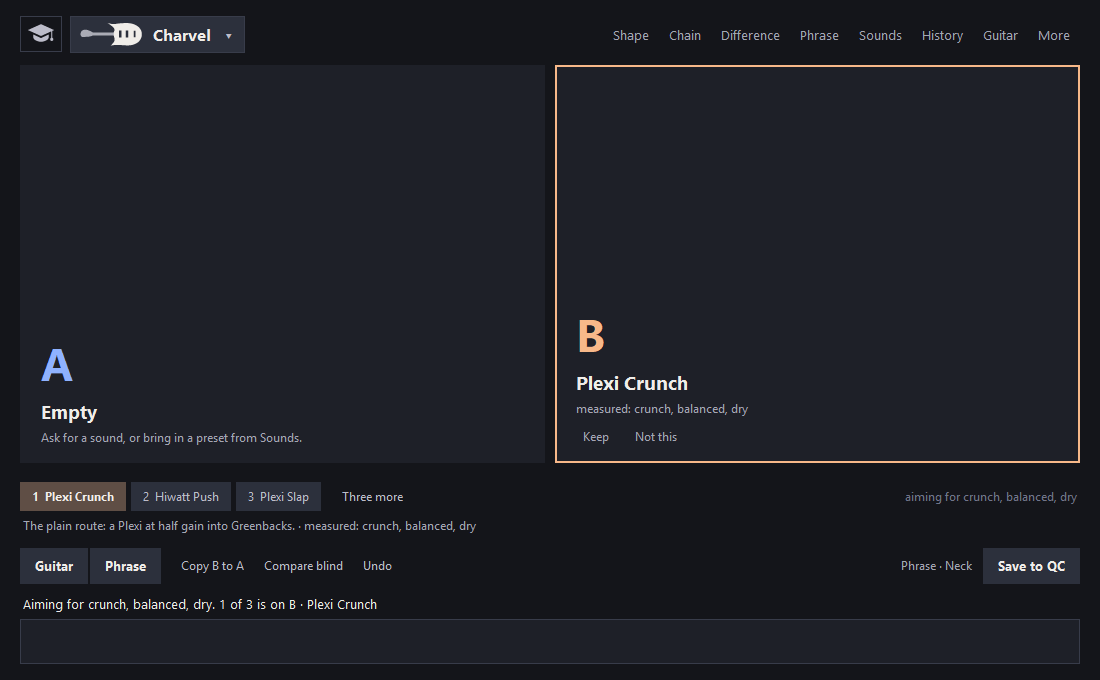 Charvel ▾
Shape Chain Difference Phrase Sounds History Guitar More
A
Empty
Ask for a sound, or bring in a preset from Sounds.
B
Plexi Crunch
measured: crunch, balanced, dry
Keep Not this
1 Plexi Crunch 2 Hiwatt Push 3 Plexi Slap Three more aiming for crunch, balanced, dry
The plain route: a Plexi at half gain into Greenbacks. · measured: crunch, balanced, dry
Guitar Phrase Copy B to A Compare blind Undo Phrase · Neck Save to QC
Aiming for crunch, balanced, dry. 1 of 3 is on B · Plexi Crunch